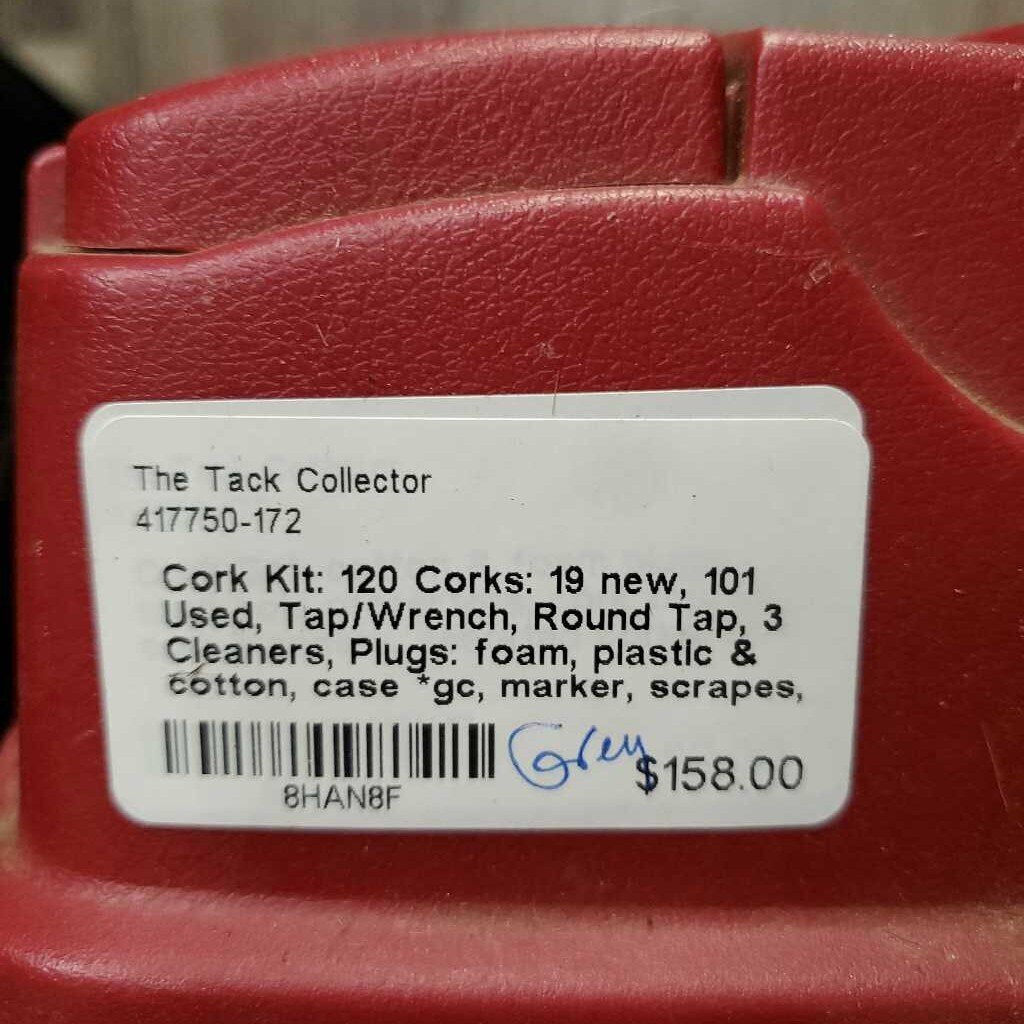 The Tack Collector
417750-172
Cork Kit: 120 Corks: 19 new, 101
Used, Tap/Wrench, Round Tap, 3
Cleaners, Plugs: foam, plastic &
cotton, case *gc, marker, scrapes,
8HAN8F
Grey
$158.00